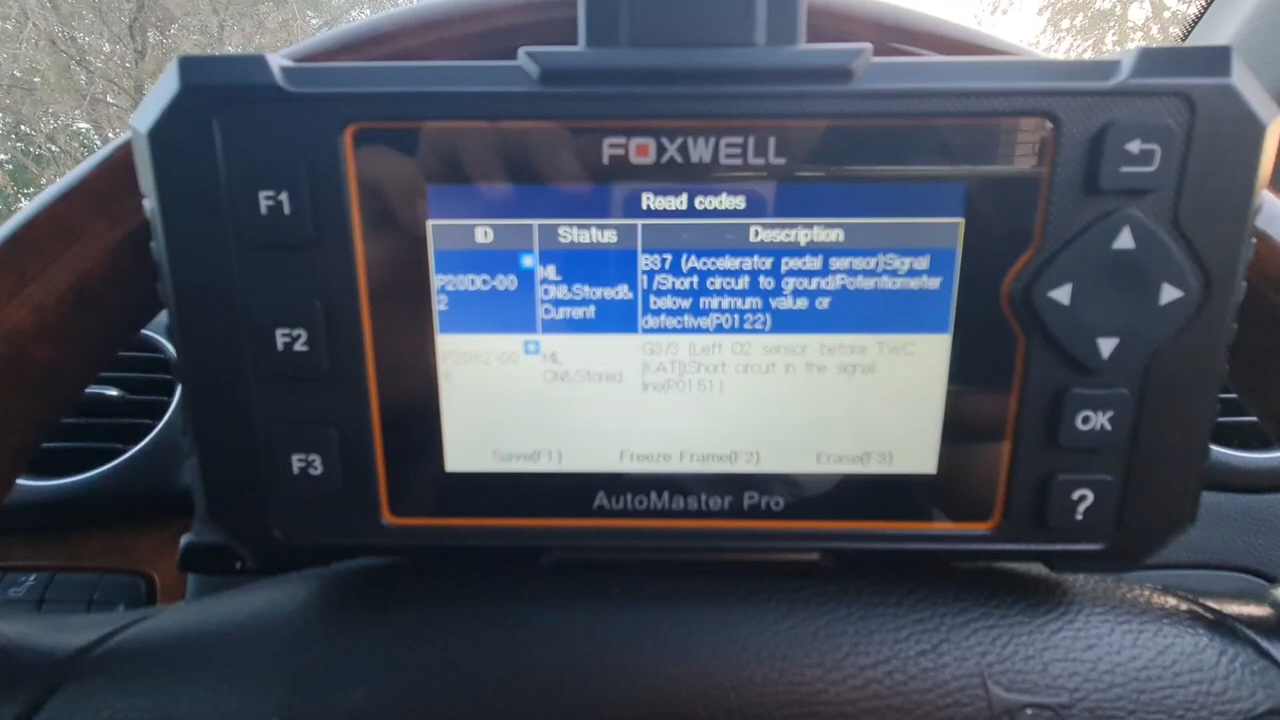 FOXWELL
F1
F2
F3
Read codes
ID Status Description
P20DC-00
2
MIL
ON&Stored&
Current
B37 (Accelerator pedal sensor)Signal
1/Short circuit to ground/Potentiometer
below minimum value or
defective(P0122)
MIL
ON&Stored
G3/3 (Left O2 sensor before TWC
[KAT]):Short circuit in the signal
line(P0151)
Save(F1) Freeze Frame(F2) Erase(F3)
AutoMaster Pro
OK
?